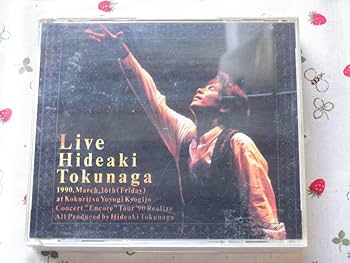 Live
Hideaki
Tokunaga
1990, March, 16th (Friday)
at Kokuritsu Yoyogi Kyogijo
Concert "Encore" Tour '90 Realize
All Produced by Hideaki Tokunaga